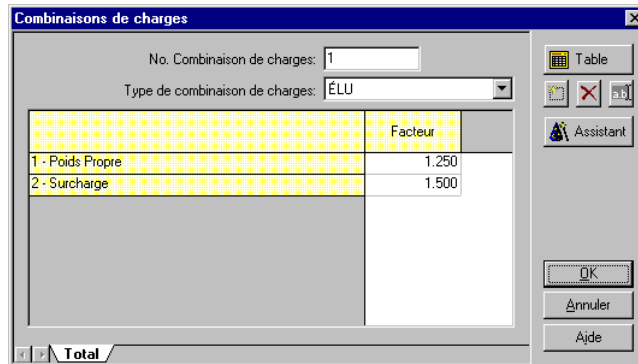 Combinaisons de charges
No. Combinaison de charges: 1
Type de combinaison de charges: ÉLU
Facteur
1 - Poids Propre 1.250
2 - Surcharge 1.500
Total
Table
a.b
Assistant
OK
Annuler
Aide